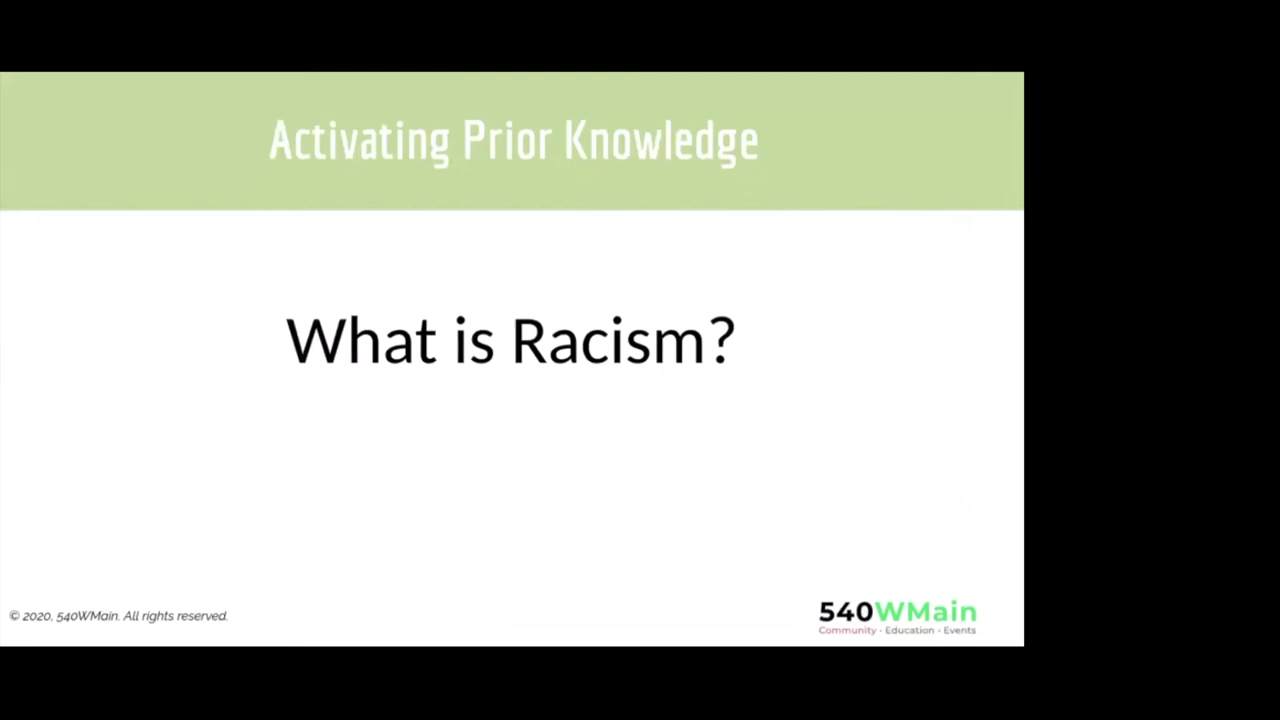 Activating Prior Knowledge
What is Racism?
© 2020, 540WMain. All rights reserved.
540WMain
Community - Education - Events